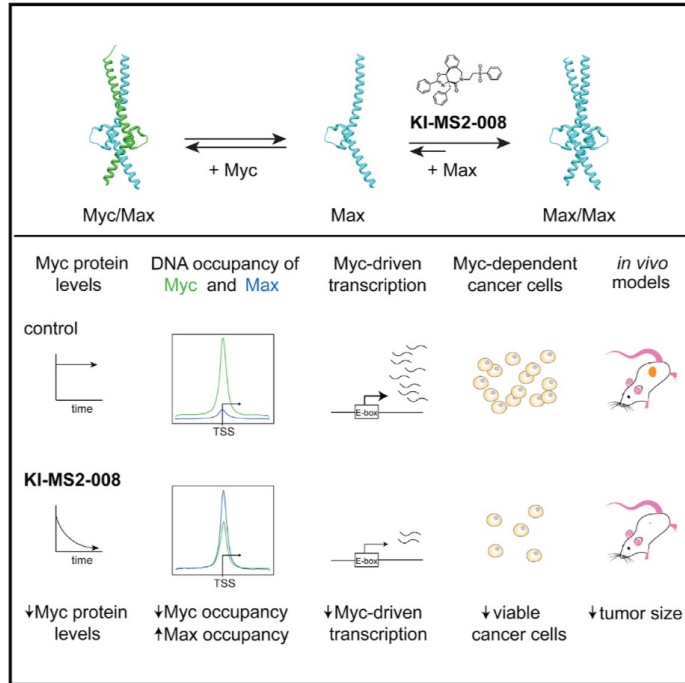 KI-MS2-008
+ Myc
+ Max
Myc/Max
Max
Max/Max
Myc protein
levels
DNA occupancy of
Myc and Max
Myc-driven
transcription
Myc-dependent
cancer cells
in vivo
models
control
time
TSS
E-box
KI-MS2-008
time
TSS
E-box
↓Myc protein
levels
↓Myc occupancy
↑Max occupancy
↓Myc-driven
transcription
↓viable
cancer cells
↓tumor size